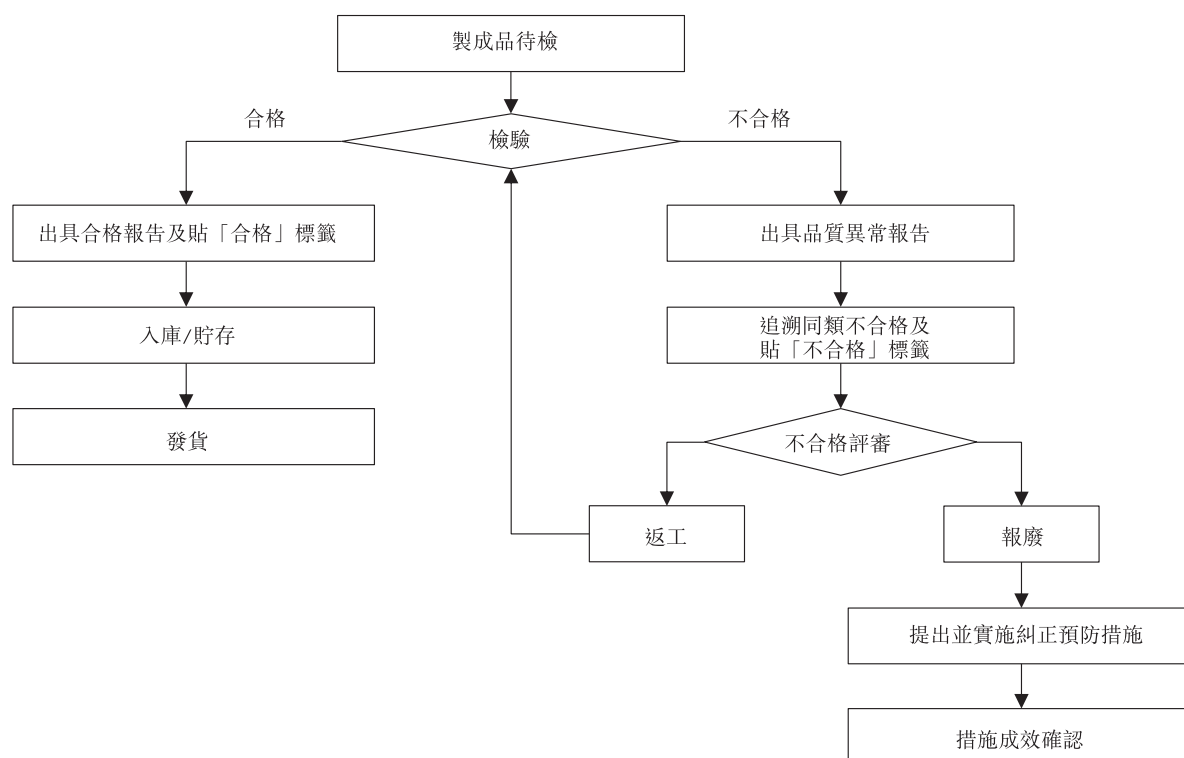 製成品待檢
合格
不合格
檢驗
出具合格報告及貼「合格」標籤
出具品質異常報告
入庫/貯存
追溯同類不合格及
貼「不合格」標籤
發貨
不合格評審
返工
報廢
提出並實施糾正預防措施
措施成效確認